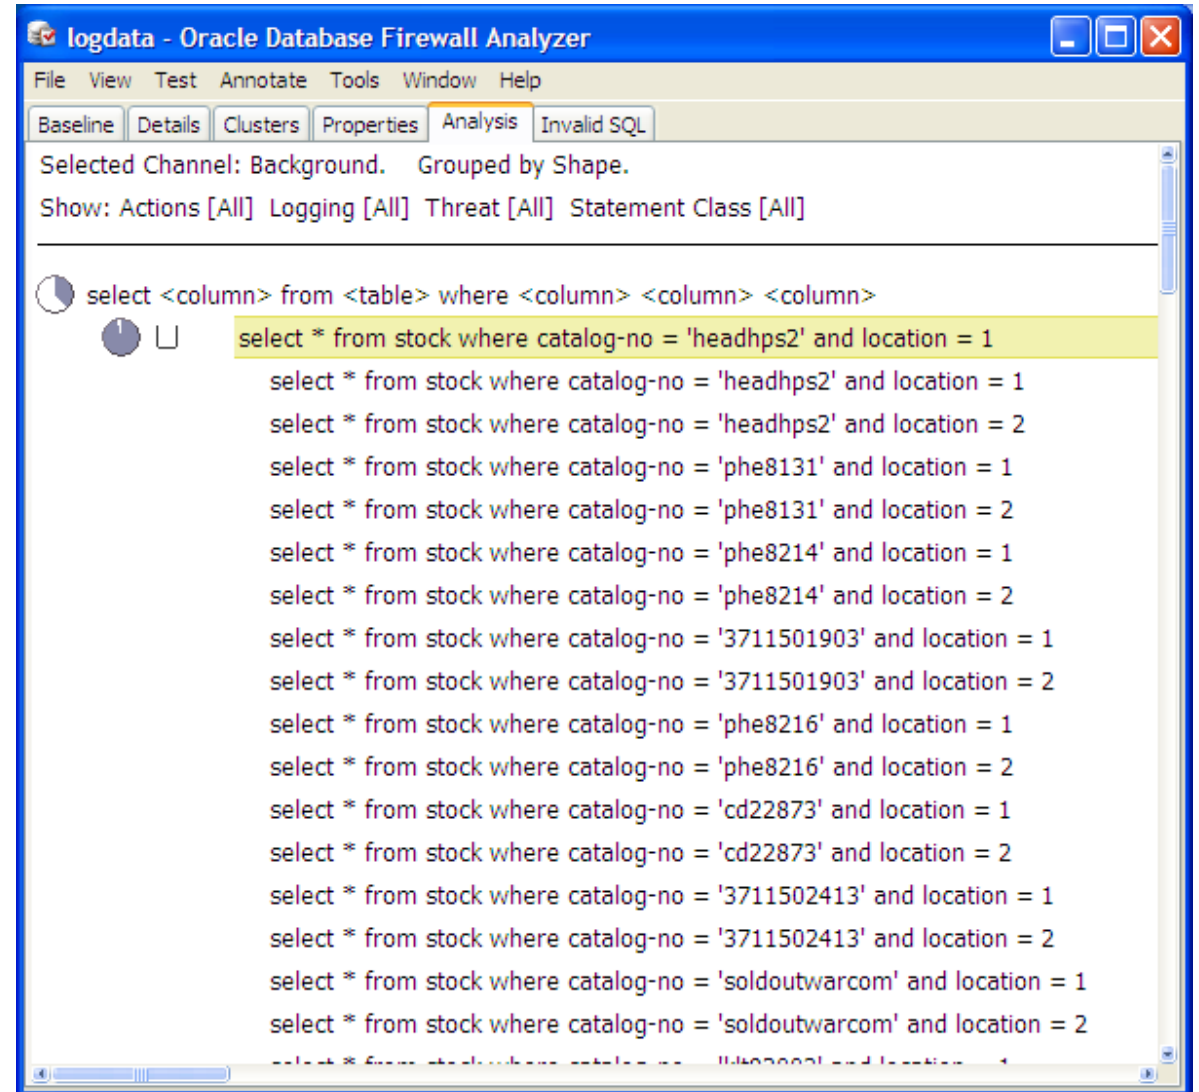 logdata - Oracle Database Firewall Analyzer
File View Test Annotate Tools Window Help
Baseline Details Clusters Properties Analysis Invalid SQL
Selected Channel: Background. Grouped by Shape.
Show: Actions [All] Logging [All] Threat [All] Statement Class [All]
select <column> from <table> where <column> <column> <column>
1 select * from stock where catalog-no = 'headhps2' and location = 1
select * from stock where catalog-no = 'headhps2' and location = 1
select * from stock where catalog-no = 'headhps2' and location = 2
select * from stock where catalog-no = 'phe8131' and location = 1
select * from stock where catalog-no = 'phe8131' and location = 2
select * from stock where catalog-no = 'phe8214' and location = 1
select * from stock where catalog-no = 'phe8214' and location = 2
select * from stock where catalog-no = '3711501903' and location = 1
select * from stock where catalog-no = '3711501903' and location = 2
select * from stock where catalog-no = 'phe8216' and location = 1
select * from stock where catalog-no = 'phe8216' and location = 2
select * from stock where catalog-no = 'cd22873' and location = 1
select * from stock where catalog-no = 'cd22873' and location = 2
select * from stock where catalog-no = '3711502413' and location = 1
select * from stock where catalog-no = '3711502413' and location = 2
select * from stock where catalog-no = 'soldoutwarcom' and location = 1
select * from stock where catalog-no = 'soldoutwarcom' and location = 2
select * from stock where catalog-no = and location = 1